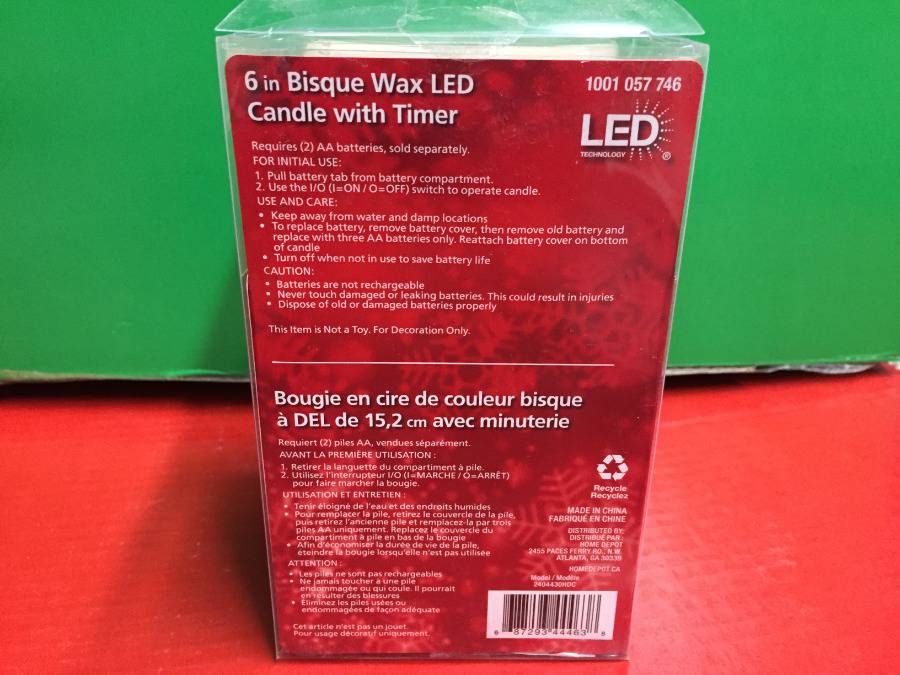 6 in Bisque Wax LED
Candle with Timer
1001 057 746
LED
TECHNOLOGY ®
Requires (2) AA batteries, sold separately.
FOR INITIAL USE:
1. Pull battery tab from battery compartment.
2. Use the I/O (I=ON / O=OFF) switch to operate candle.
USE AND CARE:
• Keep away from water and damp locations
• To replace battery, remove battery cover, then remove old battery and
replace with three AA batteries only. Reattach battery cover on bottom
of candle
• Turn off when not in use to save battery life
CAUTION:
• Batteries are not rechargeable
• Never touch damaged or leaking batteries. This could result in injuries
• Dispose of old or damaged batteries properly
This Item is Not a Toy. For Decoration Only.
Bougie en cire de couleur bisque
à DEL de 15,2 cm avec minuterie
Requiert (2) piles AA, vendues séparément.
AVANT LA PREMIÈRE UTILISATION :
1. Retirer la languette du compartiment à pile.
2. Utilisez l'interrupteur I/O (I=MARCHE / O=ARRÊT)
pour faire marcher la bougie.
UTILISATION ET ENTRETIEN :
• Tenir éloigné de l'eau et des endroits humides
• Pour remplacer la pile, retirez le couvercle de la pile,
puis retirez l'ancienne pile et remplacez-la par trois
piles AA uniquement. Replacez le couvercle du
compartiment à pile en bas de la bougie
• Afin d'économiser la durée de vie de la pile,
éteindre la bougie lorsqu'elle n'est pas utilisée
ATTENTION :
• Les piles ne sont pas rechargeables
• Ne jamais toucher à une pile
endommagée ou qui coule. Il pourrait
en résulter des blessures
• Éliminez les piles usées ou
endommagées de façon adéquate
Cet article n'est pas un jouet.
Pour usage décoratif uniquement.
Recycle
Recyclez
MADE IN CHINA
FABRIQUÉ EN CHINE
DISTRIBUTED BY:
DISTRIBUÉ PAR :
HOME DEPOT
2455 PACES FERRY RD., N.W.
ATLANTA, GA 30339
HOMEDEPOT.CA
Model / Modèle
2404430HDC
6 87293 44463 8